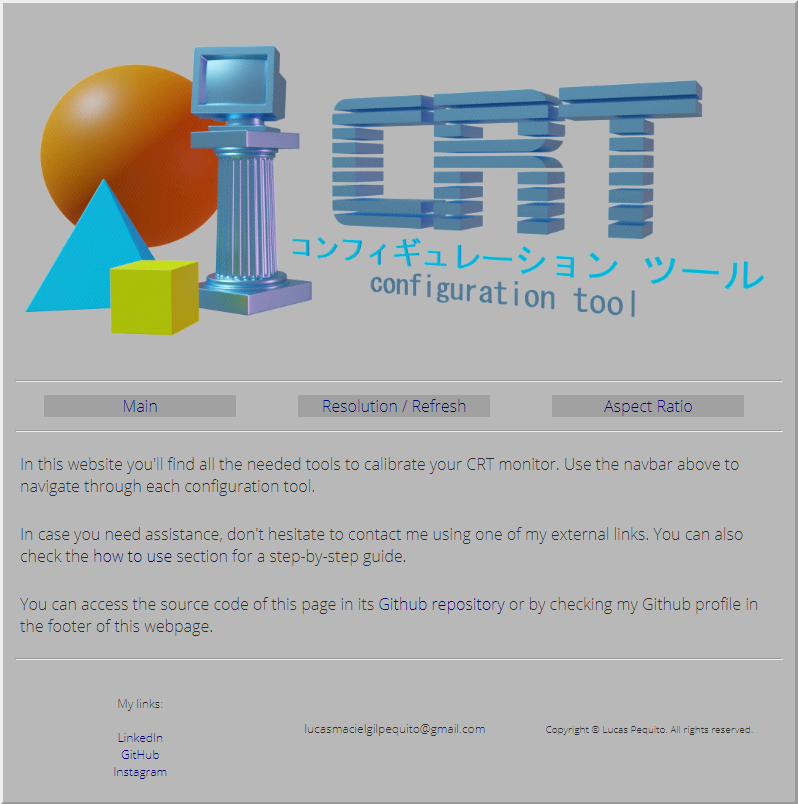 CRT
コンフィギュレーション ツール
configuration tool
Main
Resolution / Refresh
Aspect Ratio
In this website you'll find all the needed tools to calibrate your CRT monitor. Use the navbar above to
navigate through each configuration tool.
In case you need assistance, don't hesitate to contact me using one of my external links. You can also
check the how to use section for a step-by-step guide.
You can access the source code of this page in its Github repository or by checking my Github profile in
the footer of this webpage.
My links:
LinkedIn
GitHub
Instagram
lucasmacielgilpequito@gmail.com
Copyright © Lucas Pequito. All rights reserved.